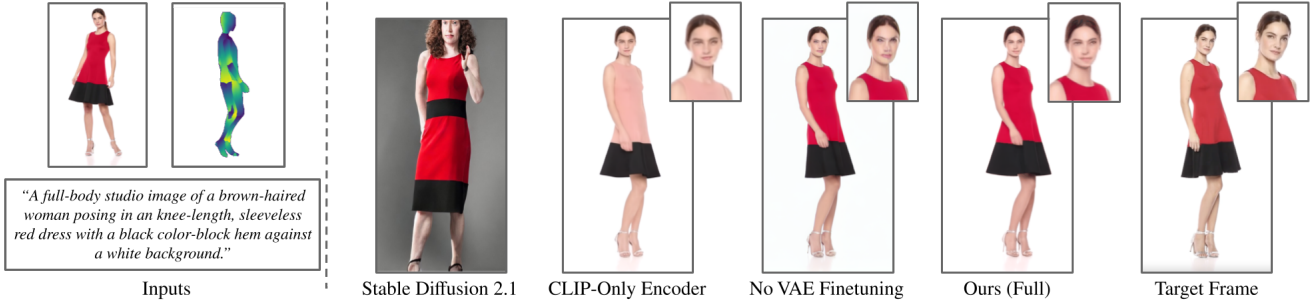 “A full-body studio image of a brown-haired
woman posing in an knee-length, sleeveless
red dress with a black color-block hem against
a white background.”
Inputs
Stable Diffusion 2.1
CLIP-Only Encoder
No VAE Finetuning
Ours (Full)
Target Frame